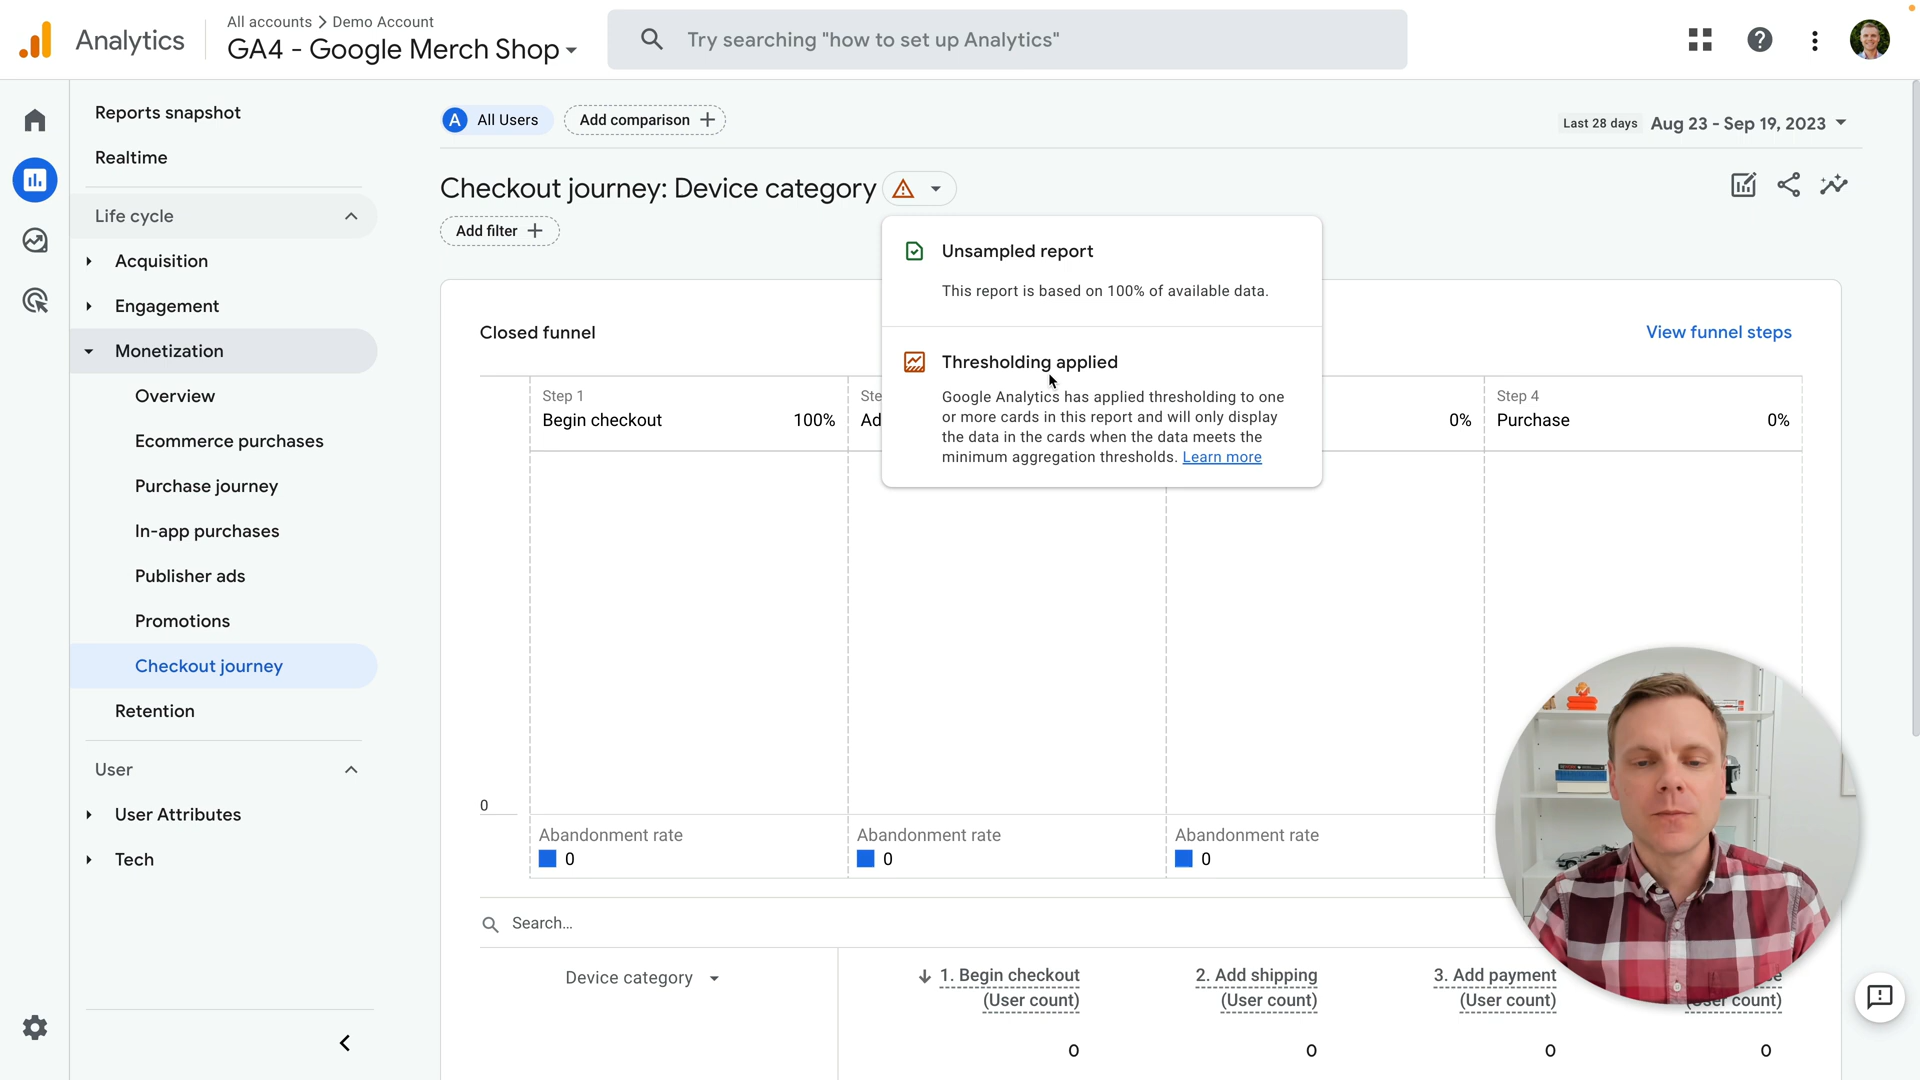 All accounts > Demo Account
Analytics
GA4 - Google Merch Shop
Try searching "how to set up Analytics"
Reports snapshot
Realtime
Life cycle
Acquisition
Engagement
Monetization
Overview
Ecommerce purchases
Purchase journey
In-app purchases
Publisher ads
Promotions
Checkout journey
Retention
User
User Attributes
Tech
A All Users
Add comparison +
Last 28 days Aug 23 - Sep 19, 2023
Checkout journey: Device category
Add filter +
Unsampled report
This report is based on 100% of available data.
Thresholding applied
Google Analytics has applied thresholding to one
or more cards in this report and will only display
the data in the cards when the data meets the
minimum aggregation thresholds. Learn more
Closed funnel
View funnel steps
Step 1
Begin checkout 100%
Ste
Ad
0%
Step 4
Purchase 0%
0
Abandonment rate
0
Abandonment rate
0
Abandonment rate
0
Search...
Device category
1. Begin checkout
(User count)
2. Add shipping
(User count)
3. Add payment
(User count)
count)
0 0 0 0